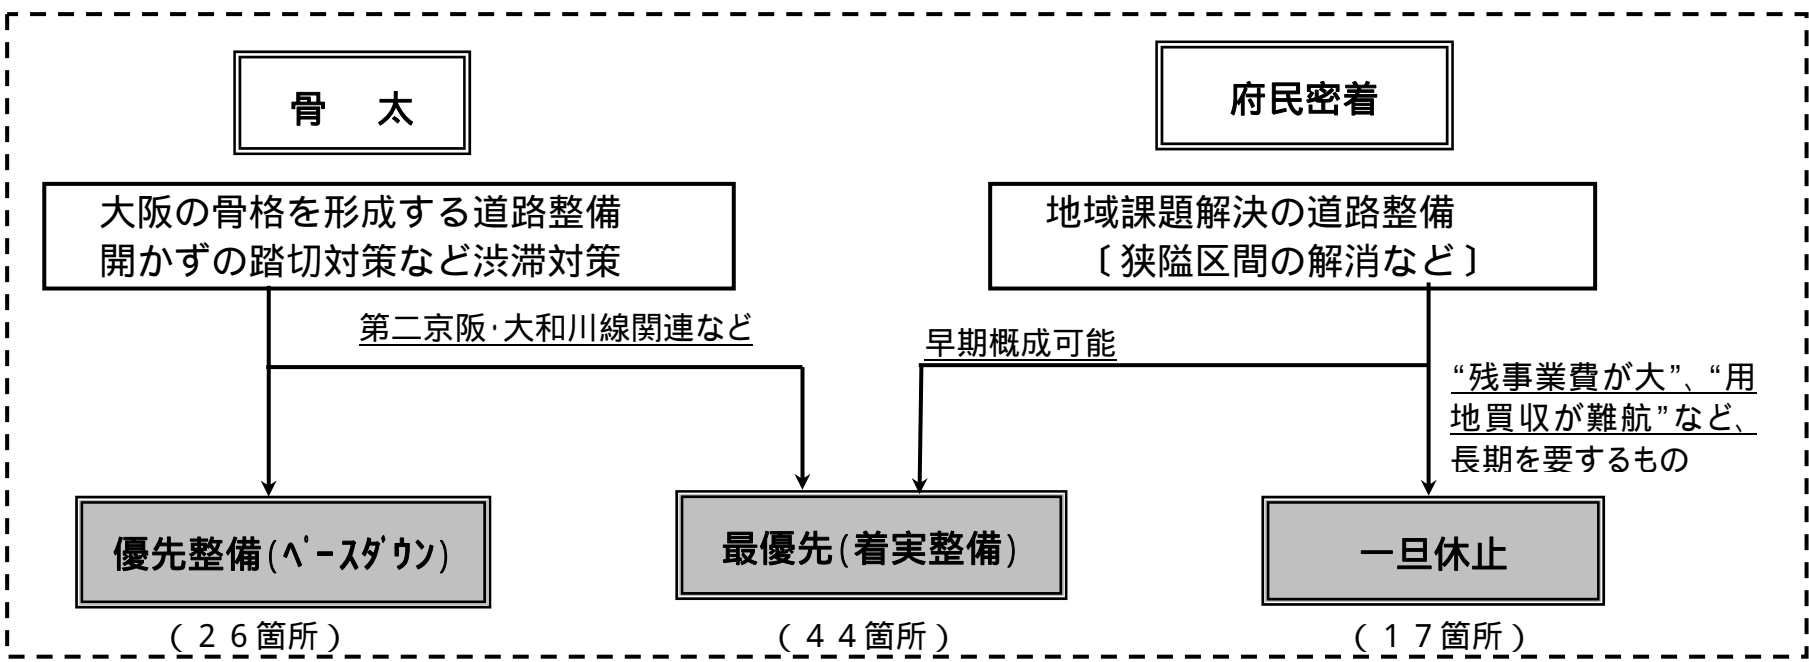 骨　太
府民密着
大阪の骨格を形成する道路整備
開かずの踏切対策など渋滞対策
地域課題解決の道路整備
〔狭隘区間の解消など〕
第二京阪・大和川線関連など
早期概成可能
“残事業費が大”、“用
地買収が難航”など、
長期を要するもの
優先整備(ﾍﾟｰｽﾀﾞｳﾝ)
最優先(着実整備)
一旦休止
（２６箇所）
（４４箇所）
（１７箇所）